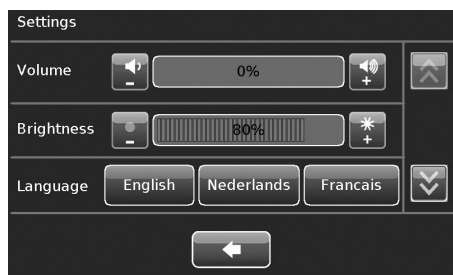 Settings
Volume - 0% +
Brightness - 80% +
Language English Nederlands Francais